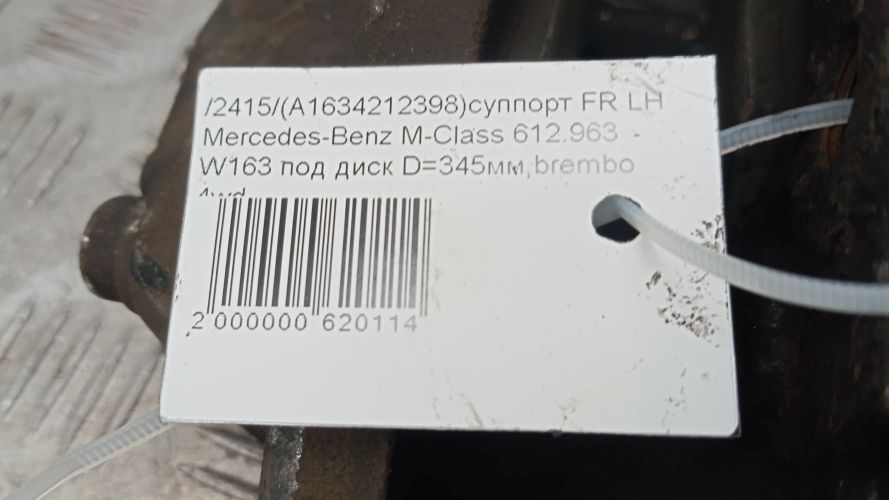 /2415/(A1634212398)суппорт FR LH
Mercedes-Benz M-Class 612.963 -
W163 под диск D=345мм,brembo
2 000000 620114